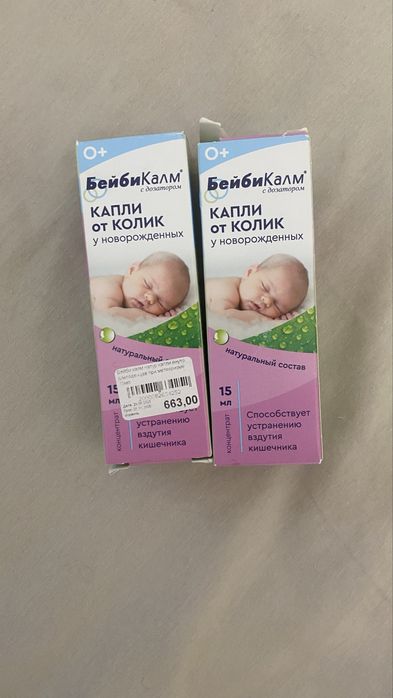 0+
БейбиКалм®
с дозатором
КАПЛИ
от КОЛИК
у новорожденных
натуральный
15
мл
концентрат
663,00
устранению
вздутия
кишечника
0+
БейбиКалм®
с дозатором
КАПЛИ
от КОЛИК
у новорожденных
натуральный состав
15
мл
концентрат
Способствует
устранению
вздутия
кишечника